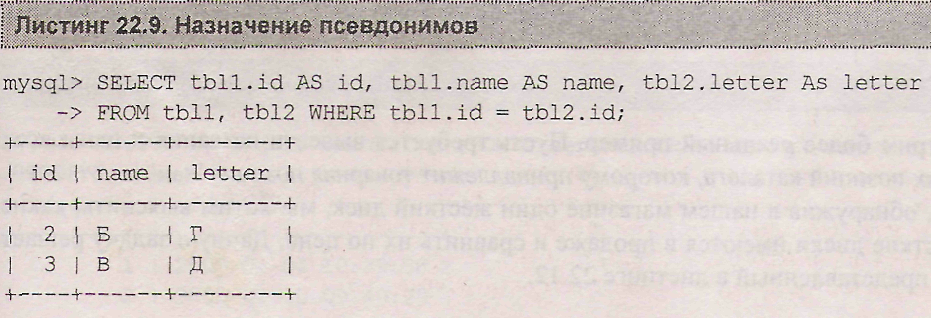 Листинг 22.9. Назначение псевдонимов
mysql> SELECT tbl1.id AS id, tbl1.name AS name, tbl2.letter As letter
    -> FROM tbl1, tbl2 WHERE tbl1.id = tbl2.id;
+----+------+--------+
| id | name | letter |
+----+------+--------+
|  2 | Б    | Г      |
|  3 | В    | Д      |
+----+------+--------+